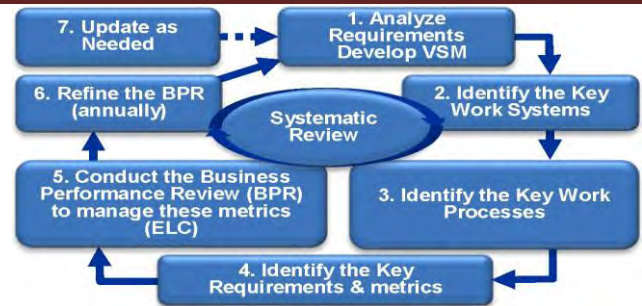 7. Update as
Needed
1. Analyze
Requirements
Develop VSM
6. Refine the BPR
(annually)
Systematic
Review
2. Identify the Key
Work Systems
5. Conduct the Business
Performance Review (BPR)
to manage these metrics
(ELC)
3. Identify the Key Work
Processes
4. Identify the Key
Requirements & metrics